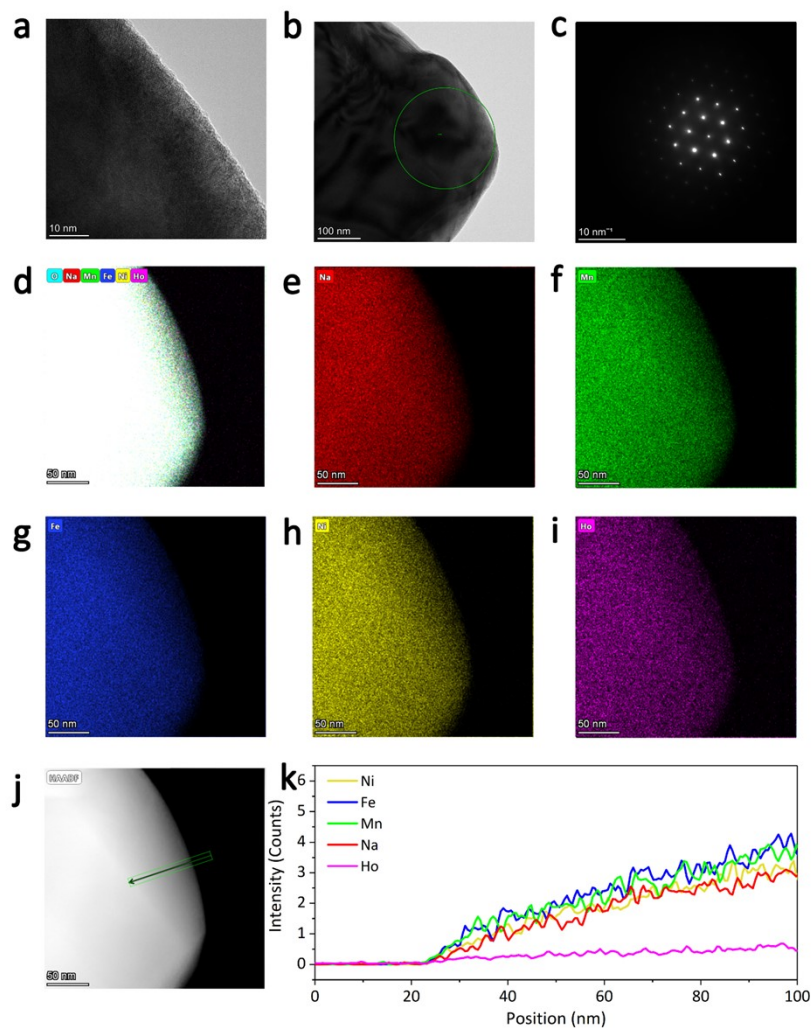 a
10 nm
b
100 nm
c
10 nm⁻¹
d
O Na Mn Fe Ni Ho
50 nm
e
Na
50 nm
f
Mn
50 nm
g
Fe
50 nm
h
Ni
50 nm
i
Ho
50 nm
j
HAADF
50 nm
k
Intensity (Counts)
6
5
4
3
2
1
0
Ni
Fe
Mn
Na
Ho
0 20 40 60 80 100
Position (nm)